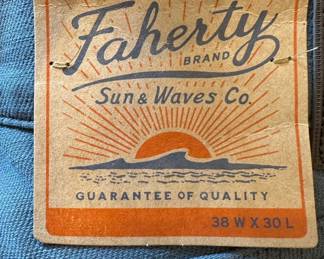 Faherty
BRAND
Sun & Waves Co.
GUARANTEE OF QUALITY
38 W X 30 L